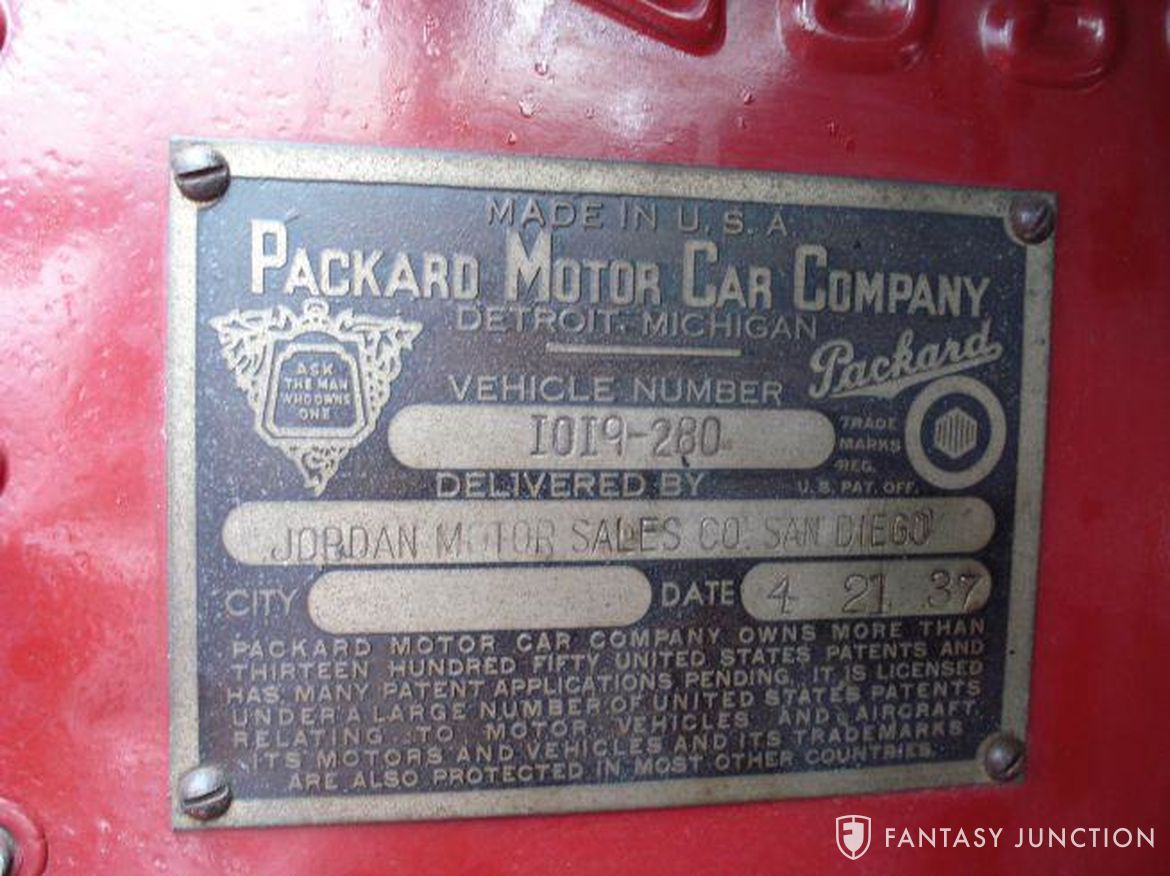 MADE IN U.S.A.
PACKARD MOTOR CAR COMPANY
DETROIT, MICHIGAN
Packard
ASK
THE MAN
WHO OWNS
ONE
VEHICLE NUMBER
1019-280
TRADE
MARKS
REG.
U.S. PAT. OFF.
DELIVERED BY
JORDAN MOTOR SALES CO. SAN DIEGO
CITY
DATE 4 21 37
PACKARD MOTOR CAR COMPANY OWNS MORE THAN
THIRTEEN HUNDRED FIFTY UNITED STATES PATENTS AND
HAS MANY PATENT APPLICATIONS PENDING. IT IS LICENSED
UNDER A LARGE NUMBER OF UNITED STATES PATENTS
RELATING TO MOTOR VEHICLES AND AIRCRAFT.
ITS MOTORS AND VEHICLES AND ITS TRADEMARKS
ARE ALSO PROTECTED IN MOST OTHER COUNTRIES.
FANTASY JUNCTION